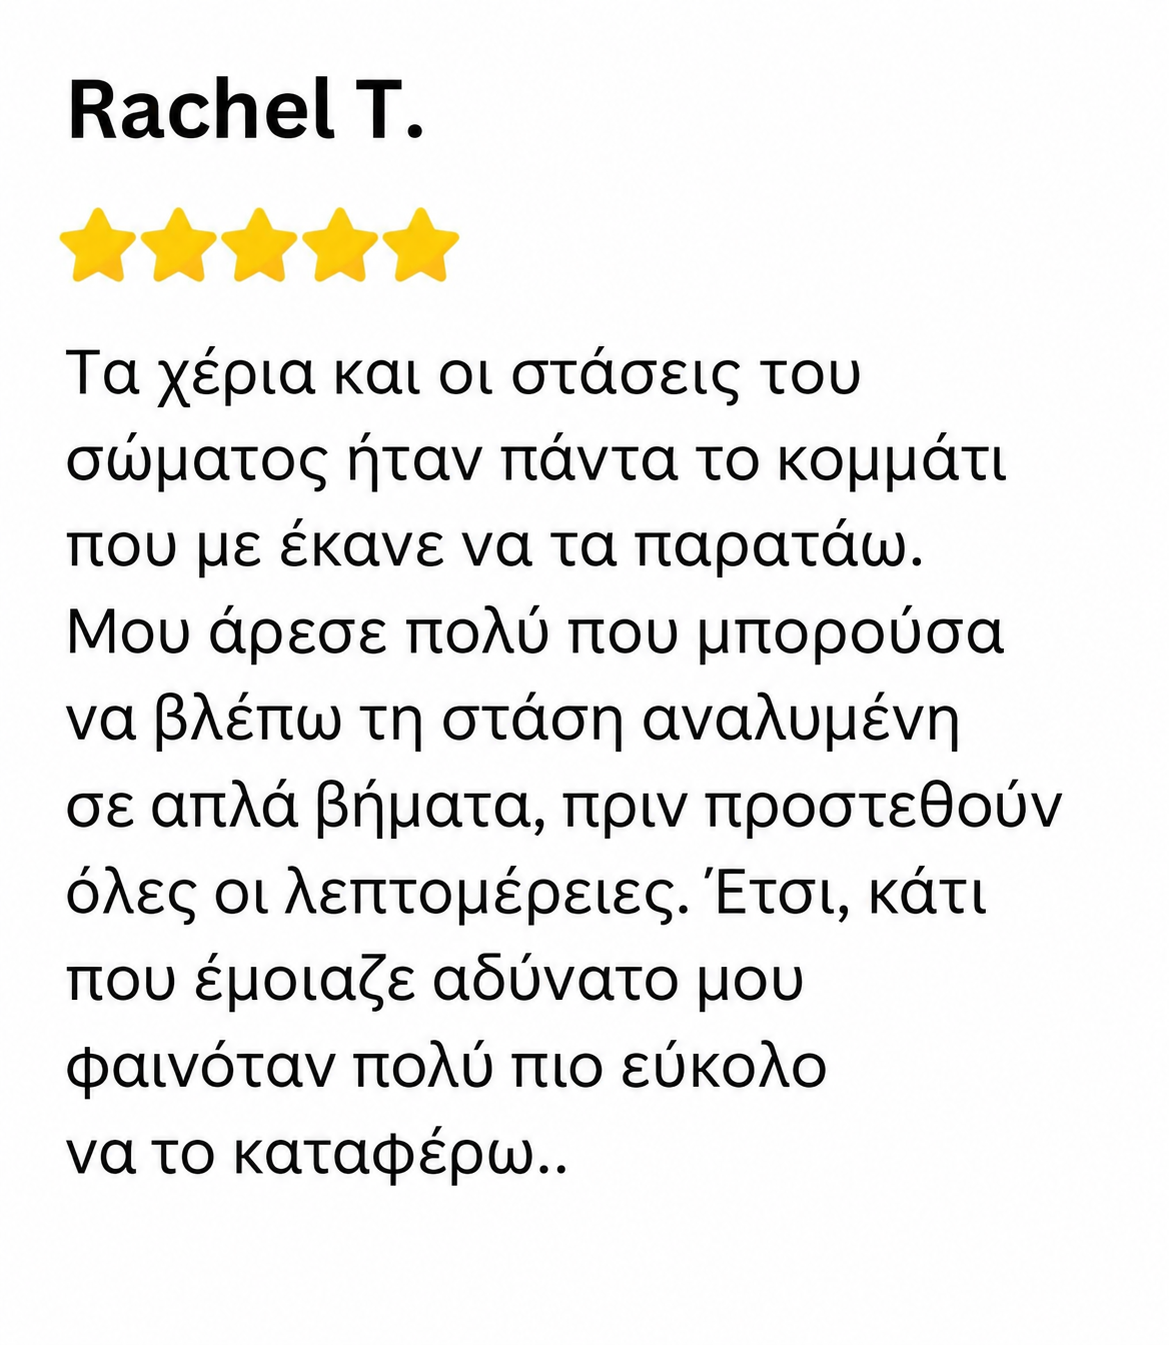 Rachel T.
Τα χέρια και οι στάσεις του
σώματος ήταν πάντα το κομμάτι
που με έκανε να τα παρατάω.
Μου άρεσε πολύ που μπορούσα
να βλέπω τη στάση αναλυμένη
σε απλά βήματα, πριν προστεθούν
όλες οι λεπτομέρειες. Έτσι, κάτι
που έμοιαζε αδύνατο μου
φαινόταν πολύ πιο εύκολο
να το καταφέρω..